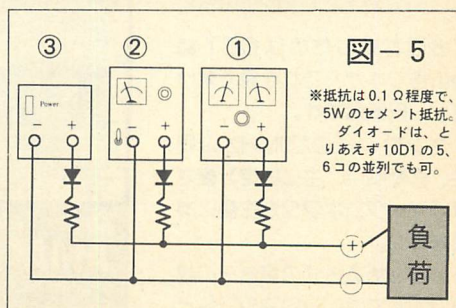 ③
②
①
図－5
※抵抗は0.1Ω程度で、
5Wのセメント抵抗。
ダイオードは、と
りあえず10D1の5、
6コの並列でも可。
Power
－ ＋
－ ＋
－ ＋
＋
－
負
荷